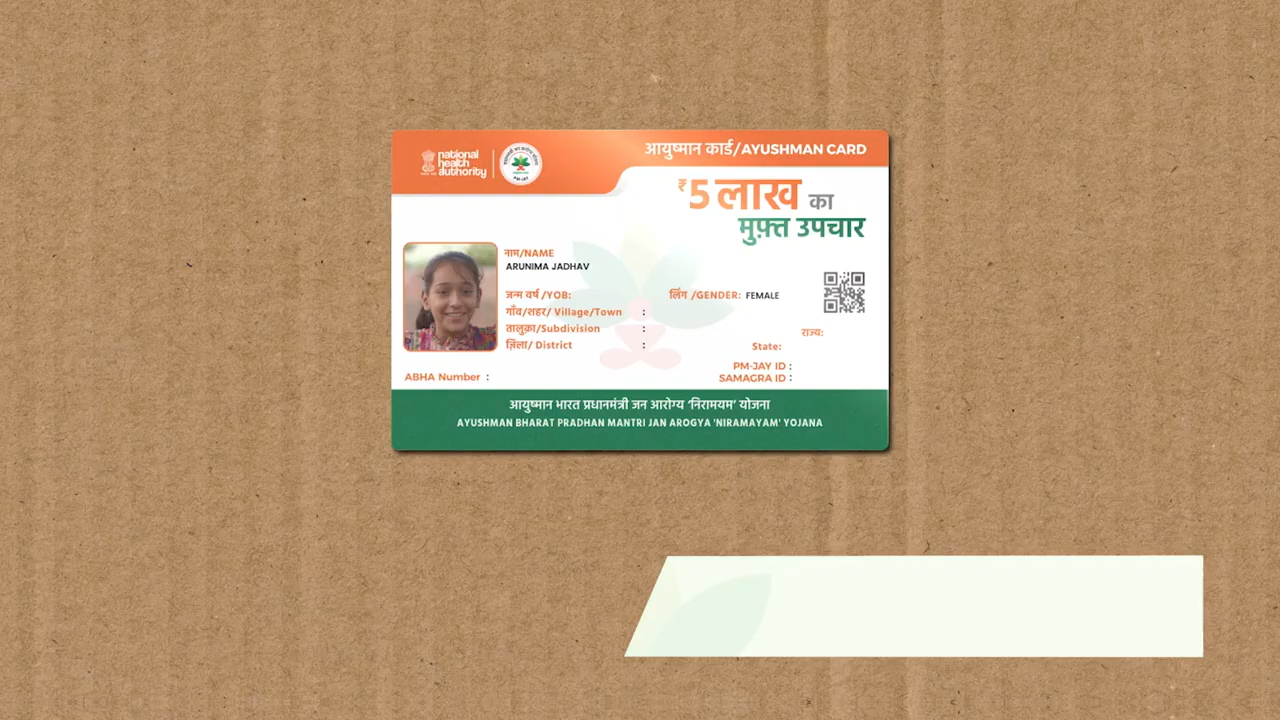 national
health
authority
PM-JAY
आयुष्मान कार्ड/AYUSHMAN CARD
₹5 लाख का
मुफ़्त उपचार
नाम/NAME
ARUNIMA JADHAV
जन्म वर्ष /YOB:
लिंग /GENDER: FEMALE
गाँव/शहर/ Village/Town :
तालुका/Subdivision :
ज़िला/ District :
राज्य:
State:
PM-JAY ID :
ABHA Number :
SAMAGRA ID :
आयुष्मान भारत प्रधानमंत्री जन आरोग्य ‘निरामयम’ योजना
AYUSHMAN BHARAT PRADHAN MANTRI JAN AROGYA 'NIRAMAYAM' YOJANA